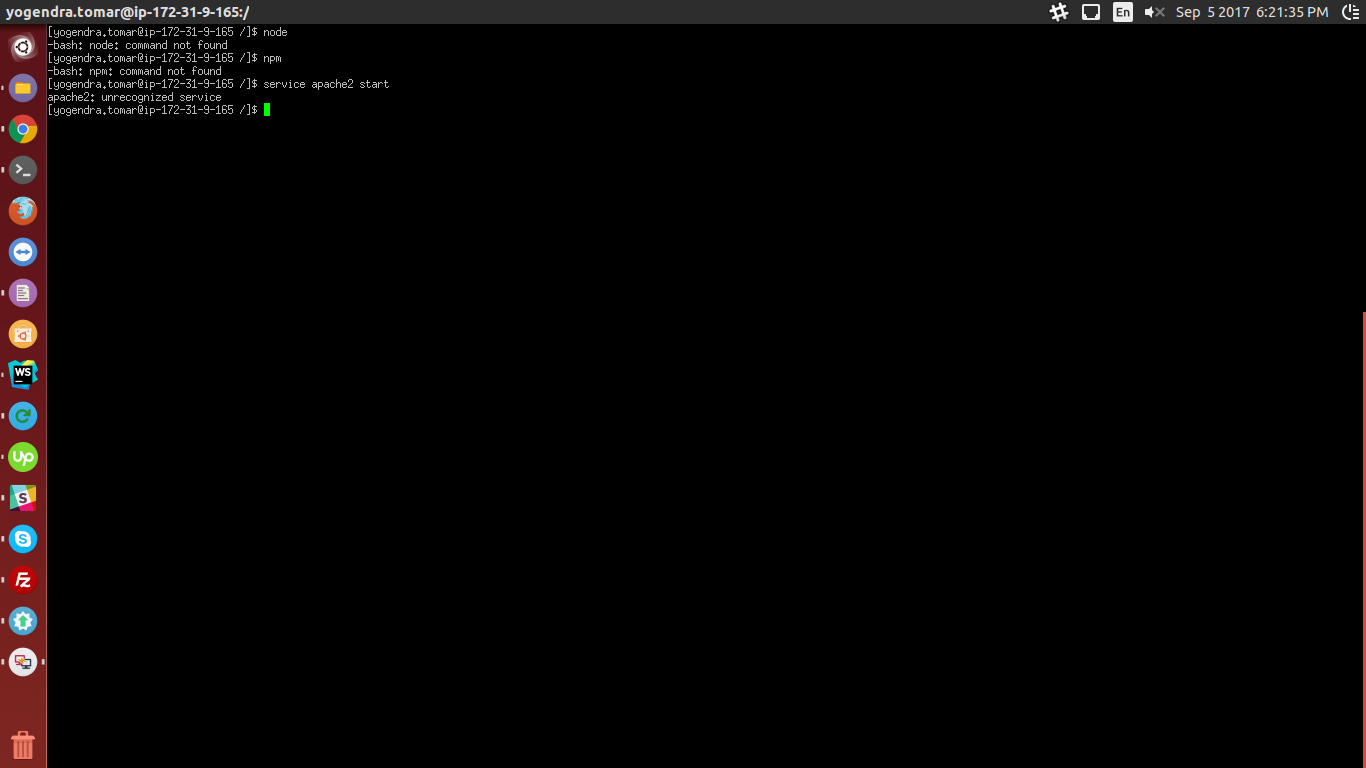 yogendra.tomar@ip-172-31-9-165:/
En
Sep 5 2017 6:21:35 PM
[yogendra.tomar@ip-172-31-9-165 /]$ node
-bash: node: command not found
[yogendra.tomar@ip-172-31-9-165 /]$ npm
-bash: npm: command not found
[yogendra.tomar@ip-172-31-9-165 /]$ service apache2 start
apache2: unrecognized service
[yogendra.tomar@ip-172-31-9-165 /]$
WS
Up
S
S
FZ